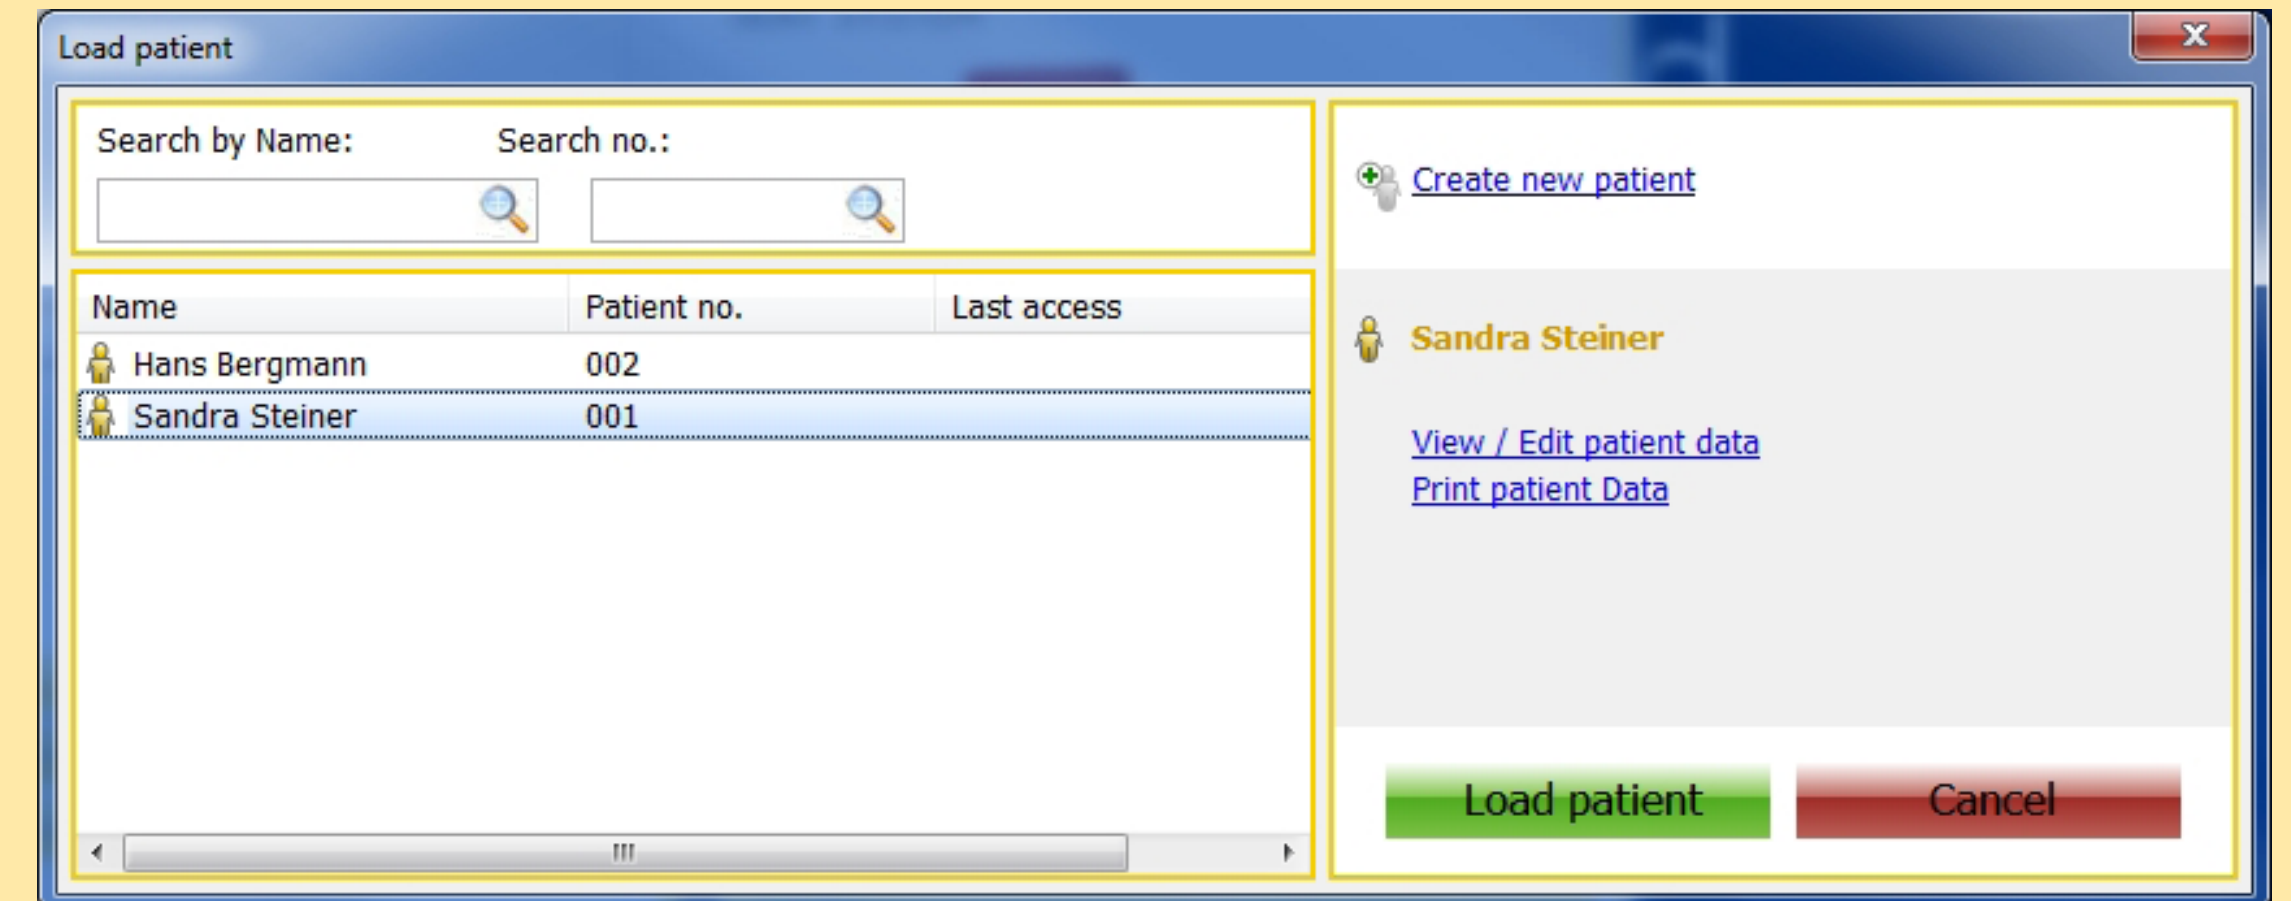 Load patient
Search by Name: Search no.:
Name Patient no. Last access
Hans Bergmann 002
Sandra Steiner 001
Create new patient
Sandra Steiner
View / Edit patient data
Print patient Data
Load patient Cancel